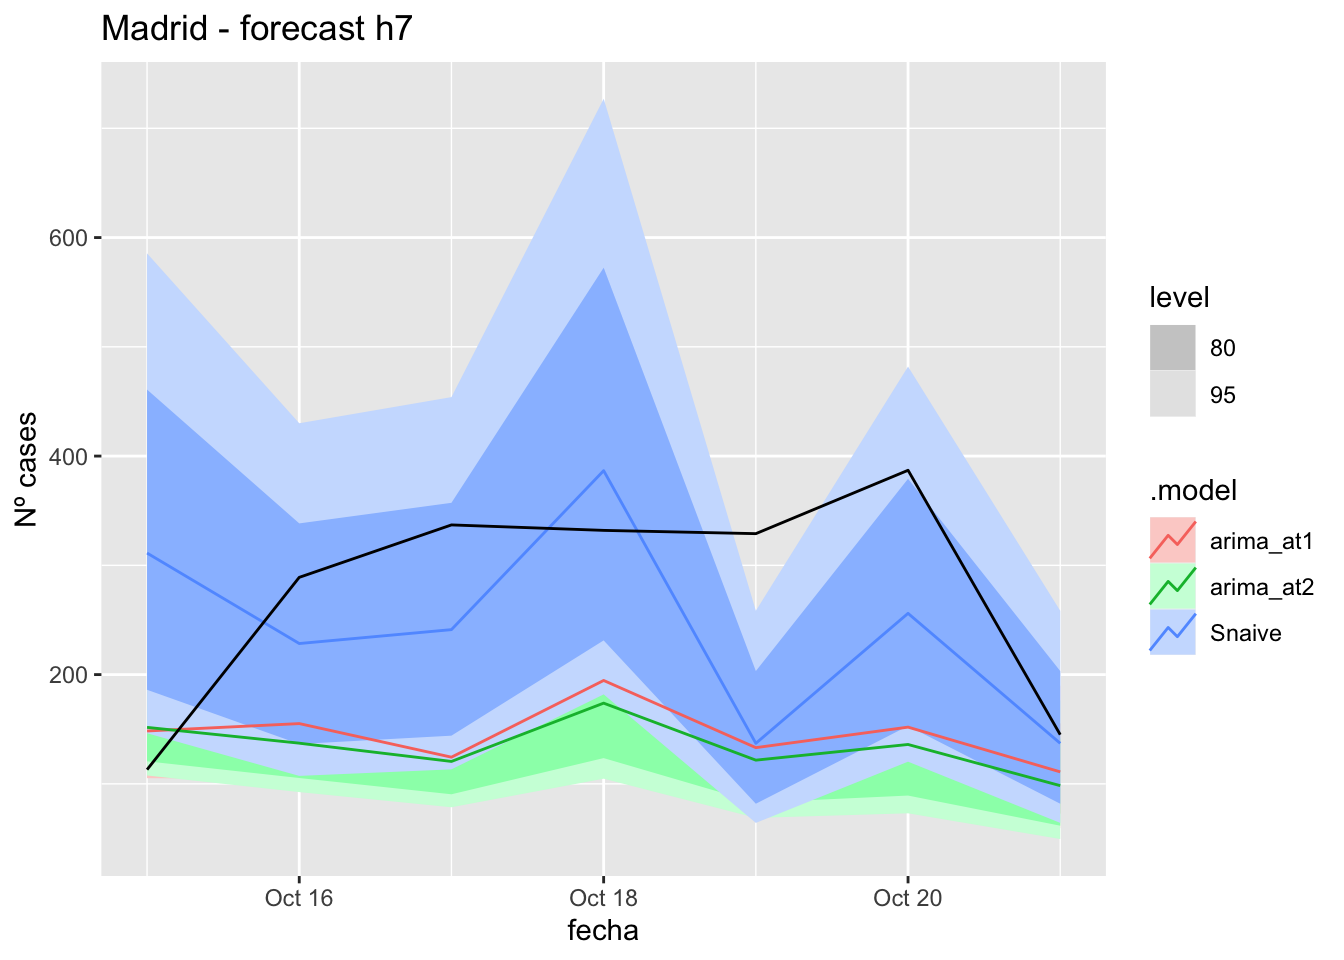 Madrid - forecast h7
Nº cases
600
400
200
Oct 16
Oct 18
Oct 20
fecha
level
80
95
.model
arima_at1
arima_at2
Snaive